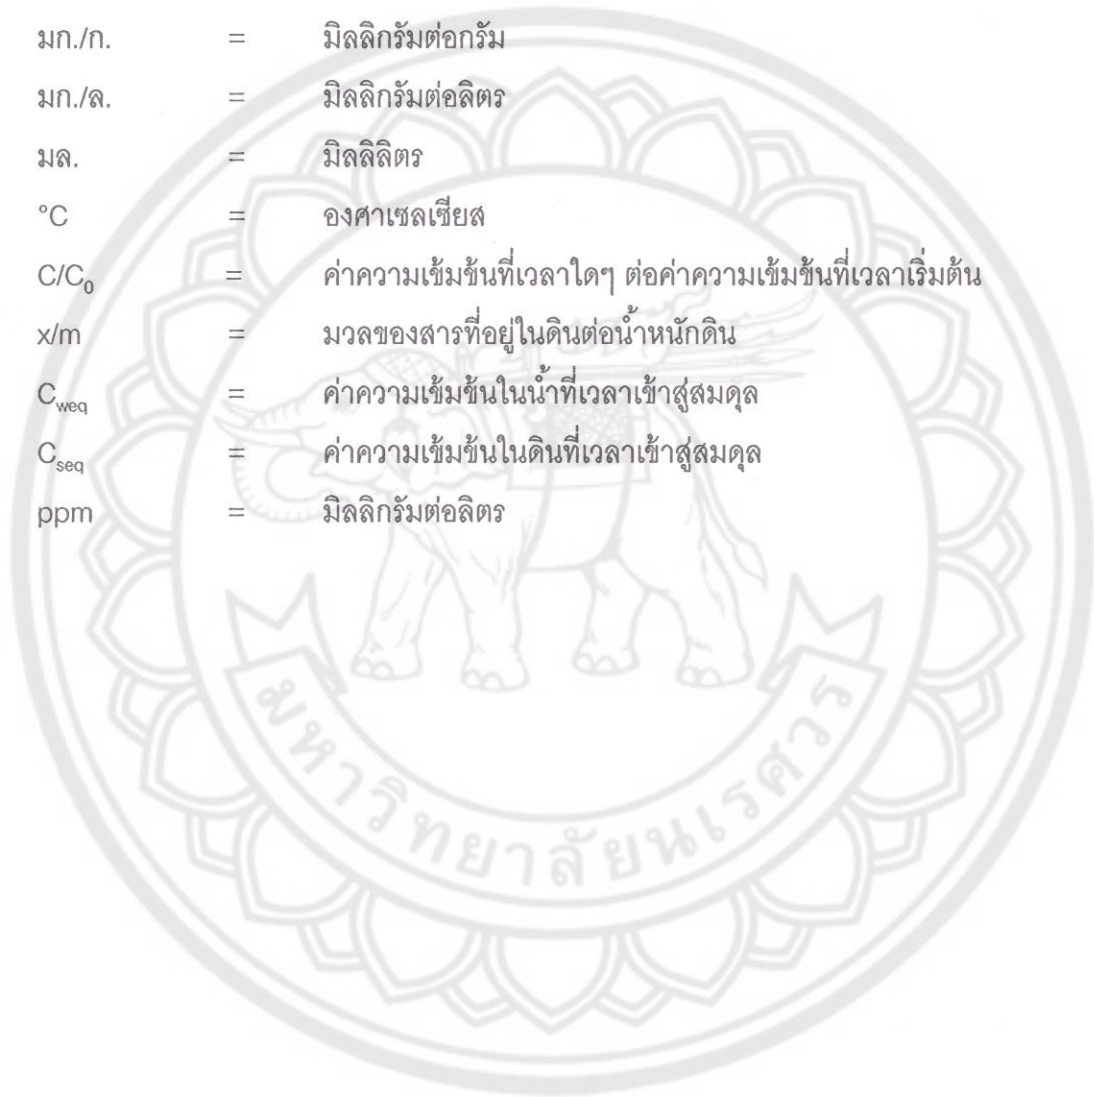 มก./ก. = มิลลิกรัมต่อกรัม
มก./ล. = มิลลิกรัมต่อลิตร
มล. = มิลลิลิตร
°C = องศาเซลเซียส
C/C₀ = ค่าความเข้มข้นที่เวลาใดๆ ต่อค่าความเข้มข้นที่เวลาเริ่มต้น
x/m = มวลของสารที่อยู่ในดินต่อน้ำหนักดิน
Cweq = ค่าความเข้มข้นในน้ำที่เวลาเข้าสู่สมดุล
Cseq = ค่าความเข้มข้นในดินที่เวลาเข้าสู่สมดุล
ppm = มิลลิกรัมต่อลิตร
มหาวิทยาลัยนเรศวร